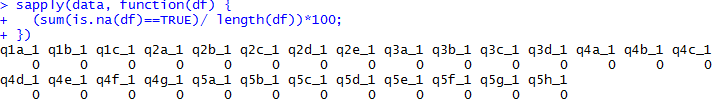 > sapply(data, function(df) {
+   (sum(is.na(df)==TRUE)/ length(df))*100;
+ })
q1a_1 q1b_1 q1c_1 q2a_1 q2b_1 q2c_1 q2d_1 q2e_1 q3a_1 q3b_1 q3c_1 q3d_1 q4a_1 q4b_1 q4c_1
0 0 0 0 0 0 0 0 0 0 0 0 0 0 0
q4d_1 q4e_1 q4f_1 q4g_1 q5a_1 q5b_1 q5c_1 q5d_1 q5e_1 q5f_1 q5g_1 q5h_1
0 0 0 0 0 0 0 0 0 0 0 0